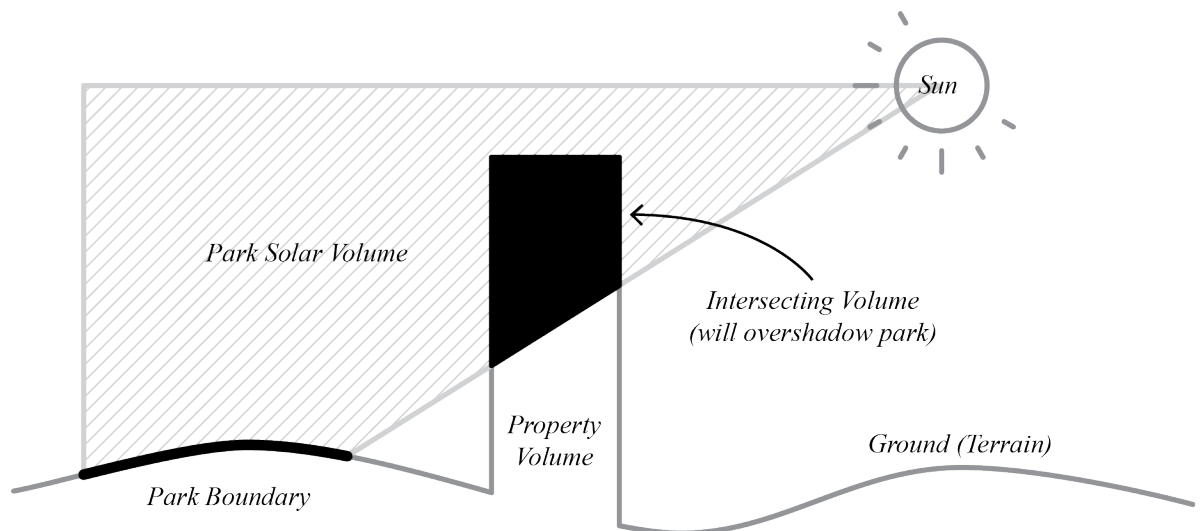 Sun
Park Solar Volume
Intersecting Volume
(will overshadow park)
Property
Volume
Ground (Terrain)
Park Boundary